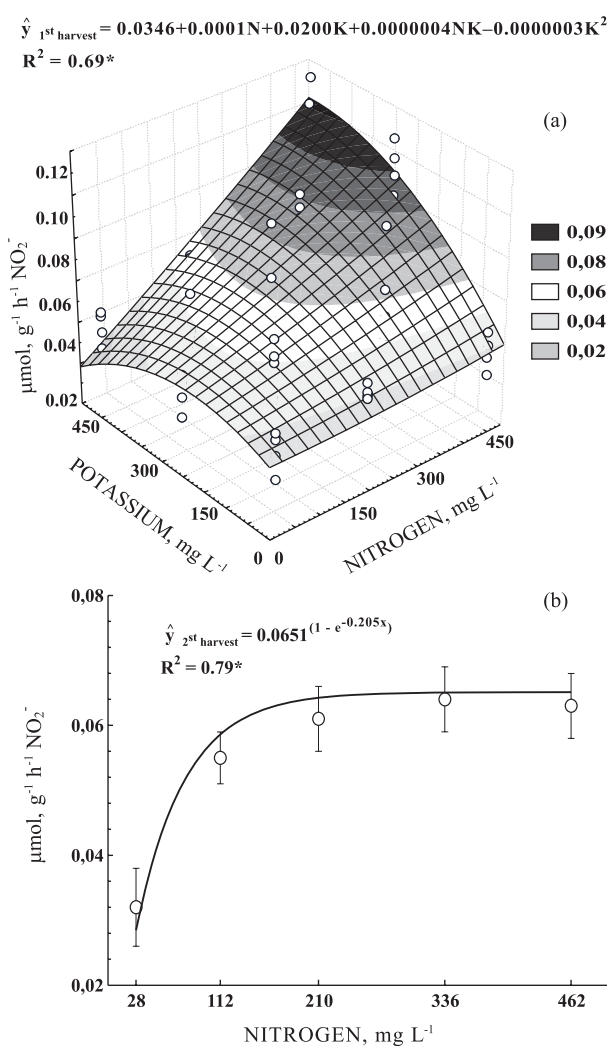 ŷ 1st harvest = 0.0346+0.0001N+0.0200K+0.0000004NK–0.0000003K²
R² = 0.69*
(a)
0.12
0.10
0.08
0.06
0.04
0.02
µmol, g⁻¹ h⁻¹ NO₂⁻
450
300
150
0
POTASSIUM, mg L⁻¹
0
150
300
450
NITROGEN, mg L⁻¹
0,09
0,08
0,06
0,04
0,02
(b)
ŷ 2st harvest = 0.0651(1 - e^-0.205x)
R² = 0.79*
0,08
0,06
0,04
0,02
µmol, g⁻¹ h⁻¹ NO₂⁻
28 112 210 336 462
NITROGEN, mg L⁻¹